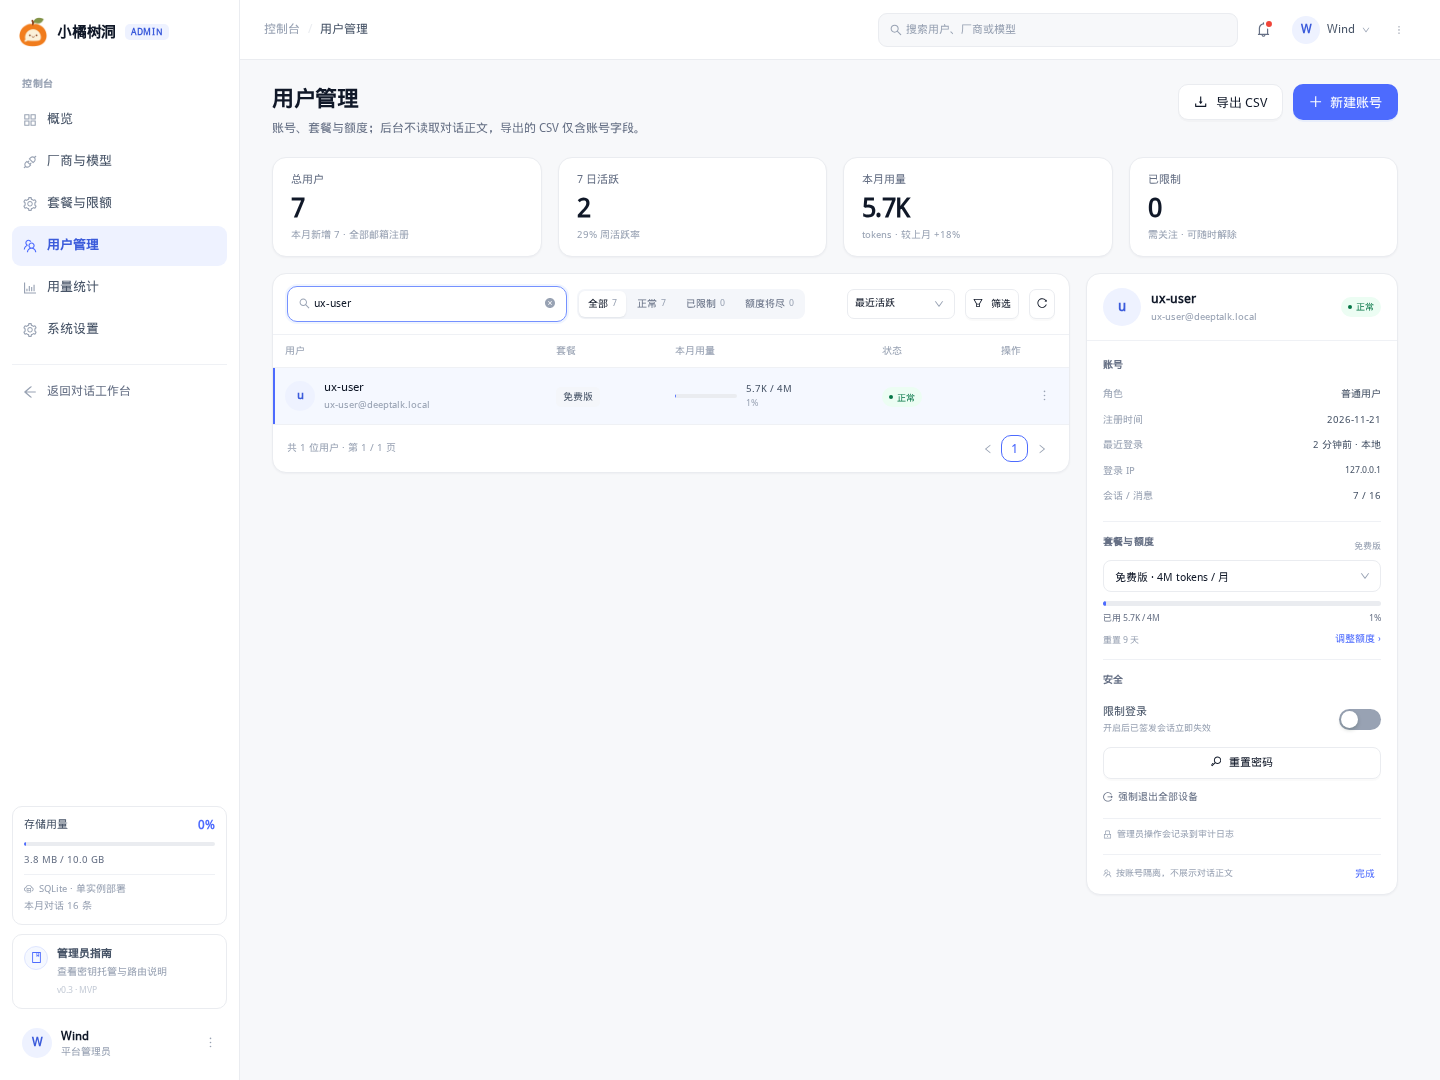 小橘树洞 ADMIN
控制台
概览
厂商与模型
套餐与限额
用户管理
用量统计
系统设置
返回对话工作台
存储用量 0%
3.8 MB / 10.0 GB
SQLite · 单实例部署
本月对话 16 条
管理员指南
查看密钥托管与路由说明
v0.3 · MVP
W Wind
平台管理员
控制台 / 用户管理
搜索用户、厂商或模型
W Wind
用户管理
账号、套餐与额度；后台不读取对话正文，导出的 CSV 仅含账号字段。
导出 CSV
新建账号
总用户
7
本月新增 7 · 全部邮箱注册
7 日活跃
2
29% 周活跃率
本月用量
5.7K
tokens · 较上月 +18%
已限制
0
需关注 · 可随时解除
ux-user
全部 7 正常 7 已限制 0 额度将尽 0
最近活跃
筛选
用户 套餐 本月用量 状态 操作
u ux-user
ux-user@deeptalk.local
免费版
5.7K / 4M
1%
正常
共 1 位用户 · 第 1 / 1 页
1
u ux-user
ux-user@deeptalk.local
正常
账号
角色 普通用户
注册时间 2026-11-21
最近登录 2 分钟前 · 本地
登录 IP 127.0.0.1
会话 / 消息 7 / 16
套餐与额度 免费版
免费版 · 4M tokens / 月
已用 5.7K / 4M 1%
重置 9 天 调整额度 ›
安全
限制登录
开启后已签发会话立即失效
重置密码
强制退出全部设备
管理员操作会记录到审计日志
按账号隔离，不展示对话正文 完成